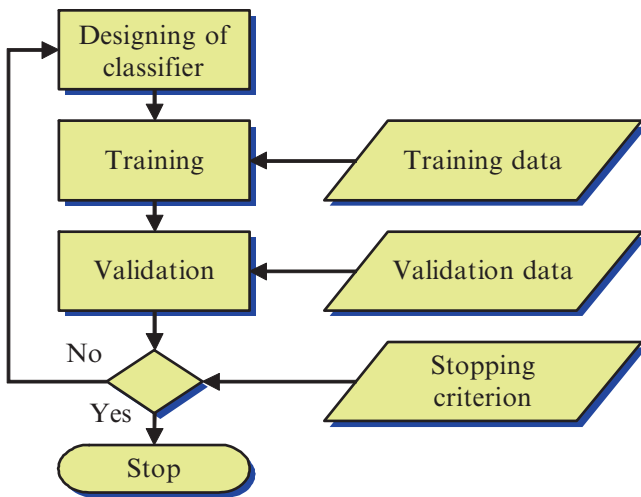 Designing of
classifier
Training
Training data
Validation
Validation data
No
Stopping
criterion
Yes
Stop